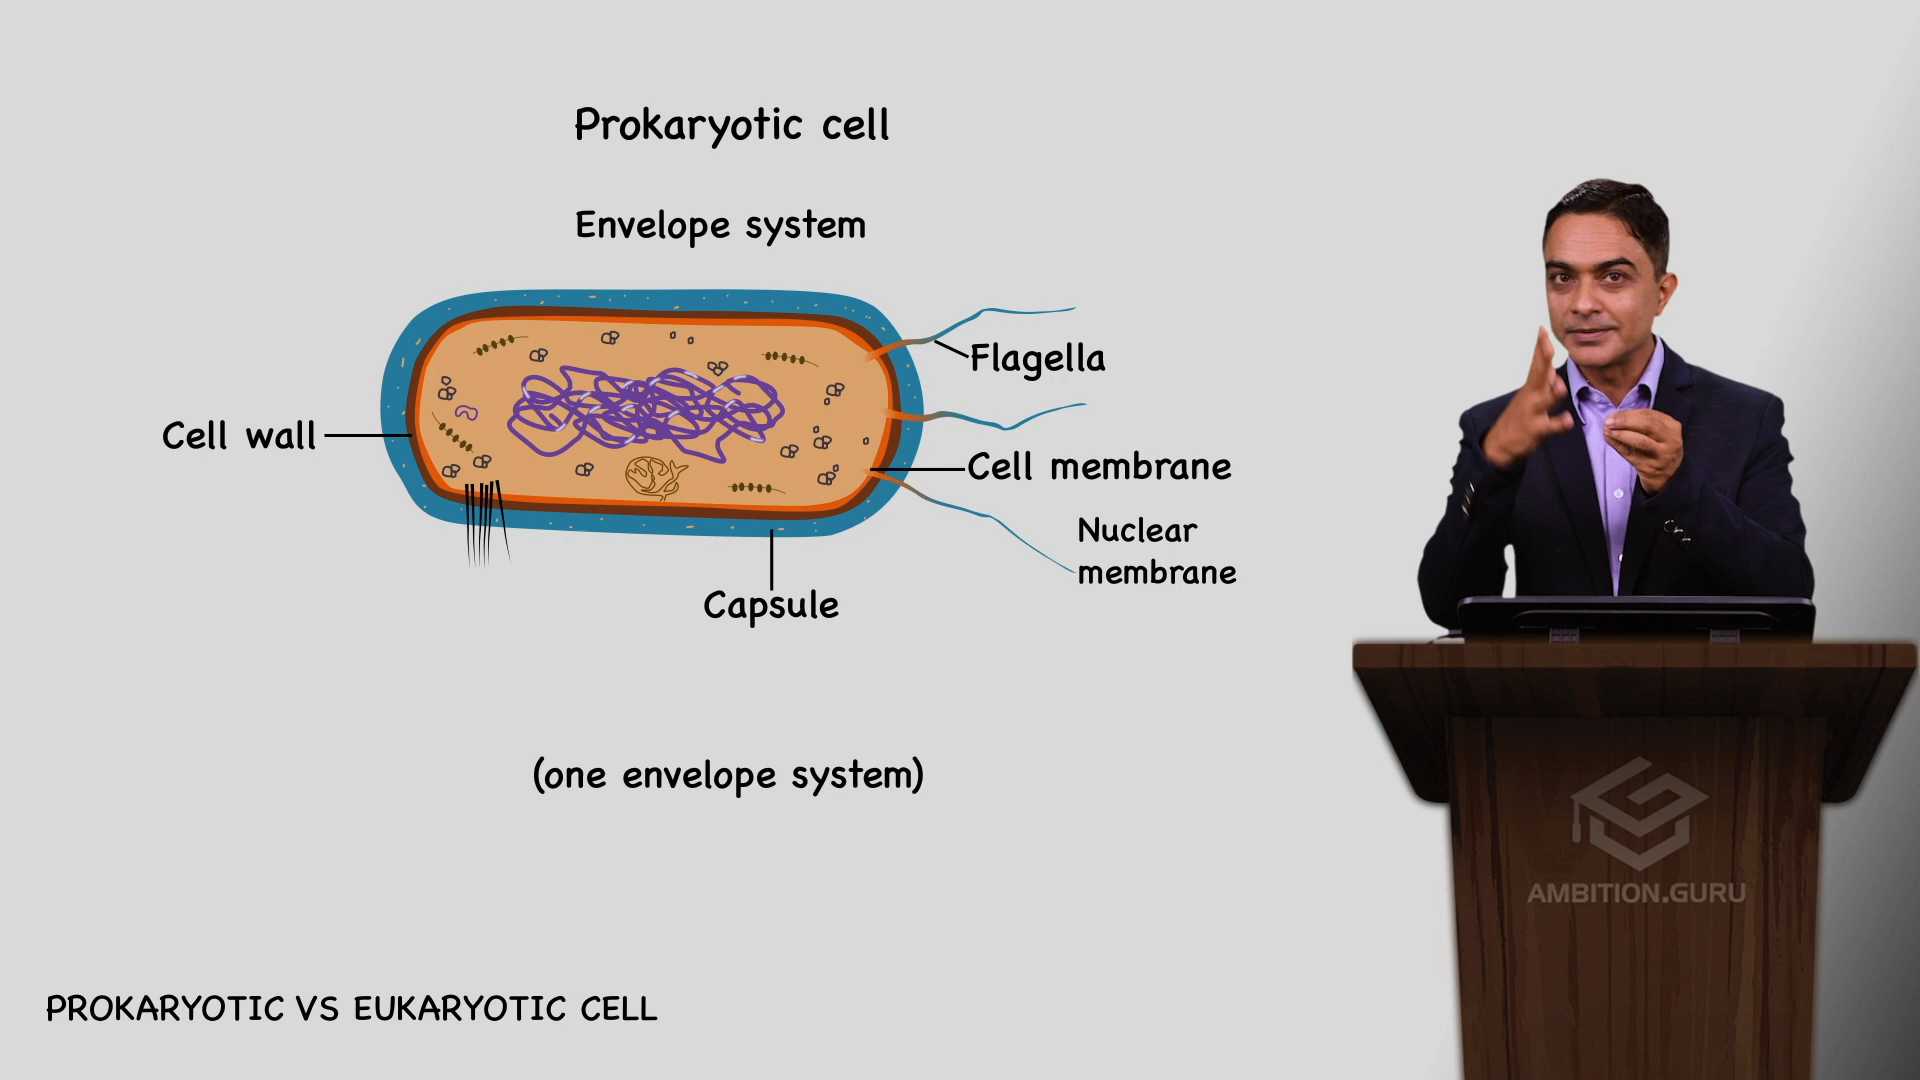 Prokaryotic cell
Envelope system
Flagella
Cell wall
Cell membrane
Nuclear
membrane
Capsule
(one envelope system)
AMBITION.GURU
PROKARYOTIC VS EUKARYOTIC CELL